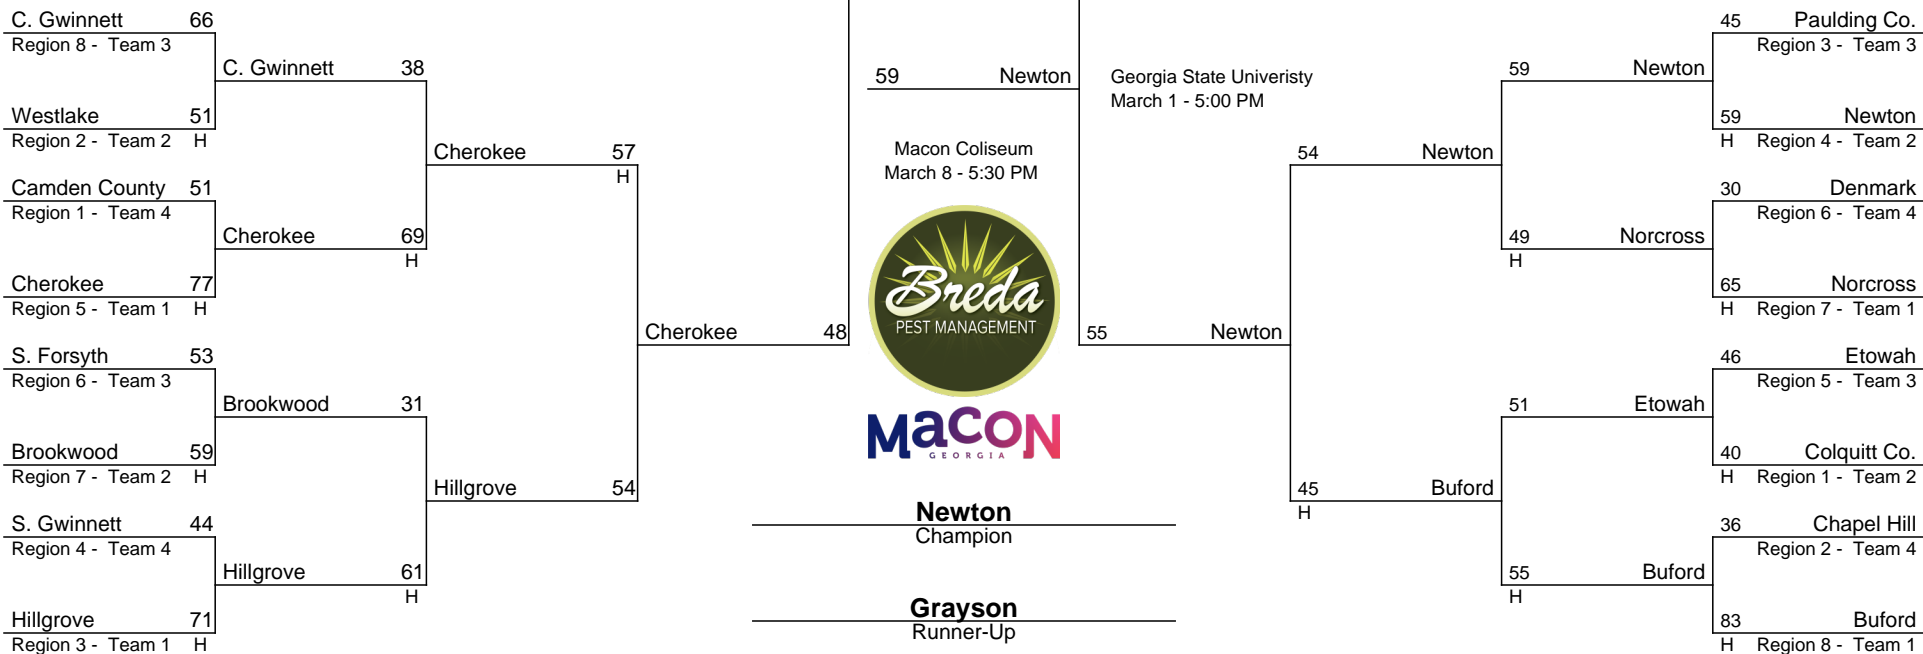 C. Gwinnett 66
Region 8 - Team 3
C. Gwinnett 38
Westlake 51
Region 2 - Team 2 H
Cherokee 57
H
Camden County 51
Region 1 - Team 4
Cherokee 69
H
Cherokee 77
Region 5 - Team 1 H
Cherokee 48
S. Forsyth 53
Region 6 - Team 3
Brookwood 31
Brookwood 59
Region 7 - Team 2 H
Hillgrove 54
S. Gwinnett 44
Region 4 - Team 4
Hillgrove 61
H
Hillgrove 71
Region 3 - Team 1 H
59 Newton
Macon Coliseum
March 8 - 5:30 PM
Breda
PEST MANAGEMENT
MACON
GEORGIA
Newton
Champion
Grayson
Runner-Up
Georgia State Univeristy
March 1 - 5:00 PM
55 Newton
54 Newton
45 Buford
H
59 Newton
49 Norcross
H
51 Etowah
55 Buford
H
45 Paulding Co.
Region 3 - Team 3
59 Newton
H Region 4 - Team 2
30 Denmark
Region 6 - Team 4
65 Norcross
H Region 7 - Team 1
46 Etowah
Region 5 - Team 3
40 Colquitt Co.
H Region 1 - Team 2
36 Chapel Hill
Region 2 - Team 4
83 Buford
H Region 8 - Team 1